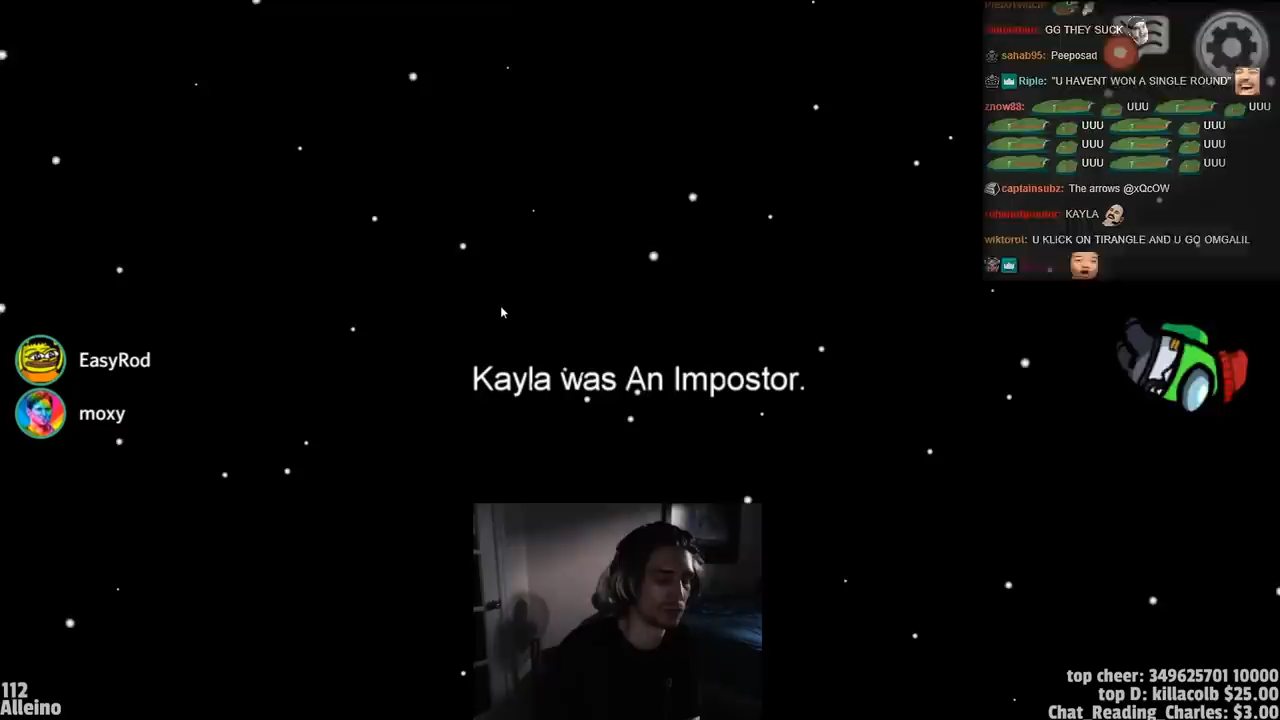 GG THEY SUCK
sahab95: Peeposad
Riple: "U HAVENT WON A SINGLE ROUND"
znow88: UUU UUU
UUU UUU
UUU UUU
UUU UUU
captainsubz: The arrows @xQcOW
KAYLA
wiktorol: U KLICK ON TIRANGLE AND U GO OMGALIL
EasyRod
Kayla was An Impostor.
moxy
112
Alleino
top cheer: 349625701 10000
top D: killacolb $25.00
Chat_Reading_Charles: $3.00